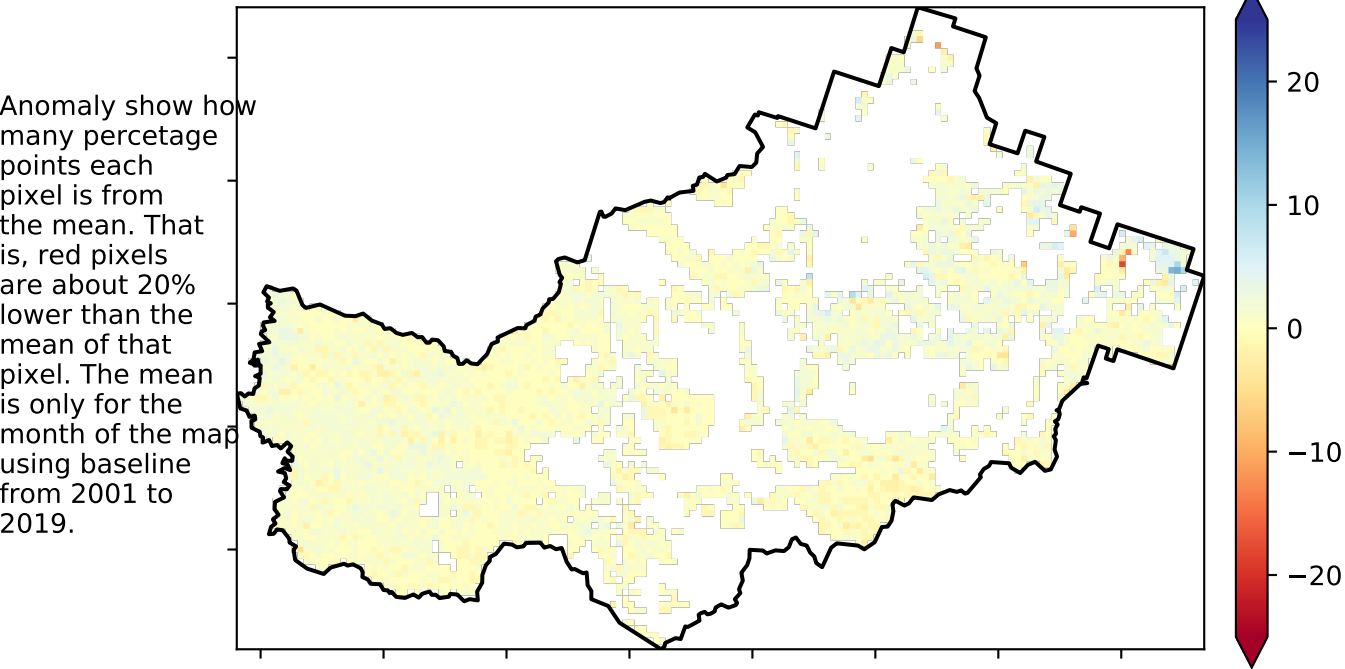 Anomaly show how
many percetage
points each
pixel is from
the mean. That
is, red pixels
are about 20%
lower than the
mean of that
pixel. The mean
is only for the
month of the map
using baseline
from 2001 to
2019.
20
10
0
−10
−20